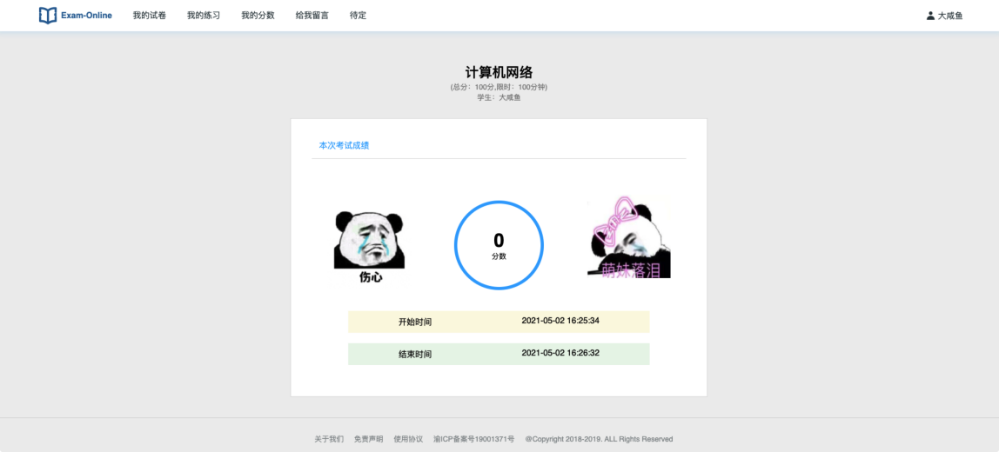 Exam-Online 我的试卷 我的练习 我的分数 给我留言 待定 大咸鱼
计算机网络
(总分：100分,限时：100分钟)
学生：大咸鱼
本次考试成绩
0
分数
伤心
萌妹落泪
开始时间 2021-05-02 16:25:34
结束时间 2021-05-02 16:26:32
关于我们 免责声明 使用协议 渝ICP备案号19001371号 @Copyright 2018-2019. ALL Rights Reserved